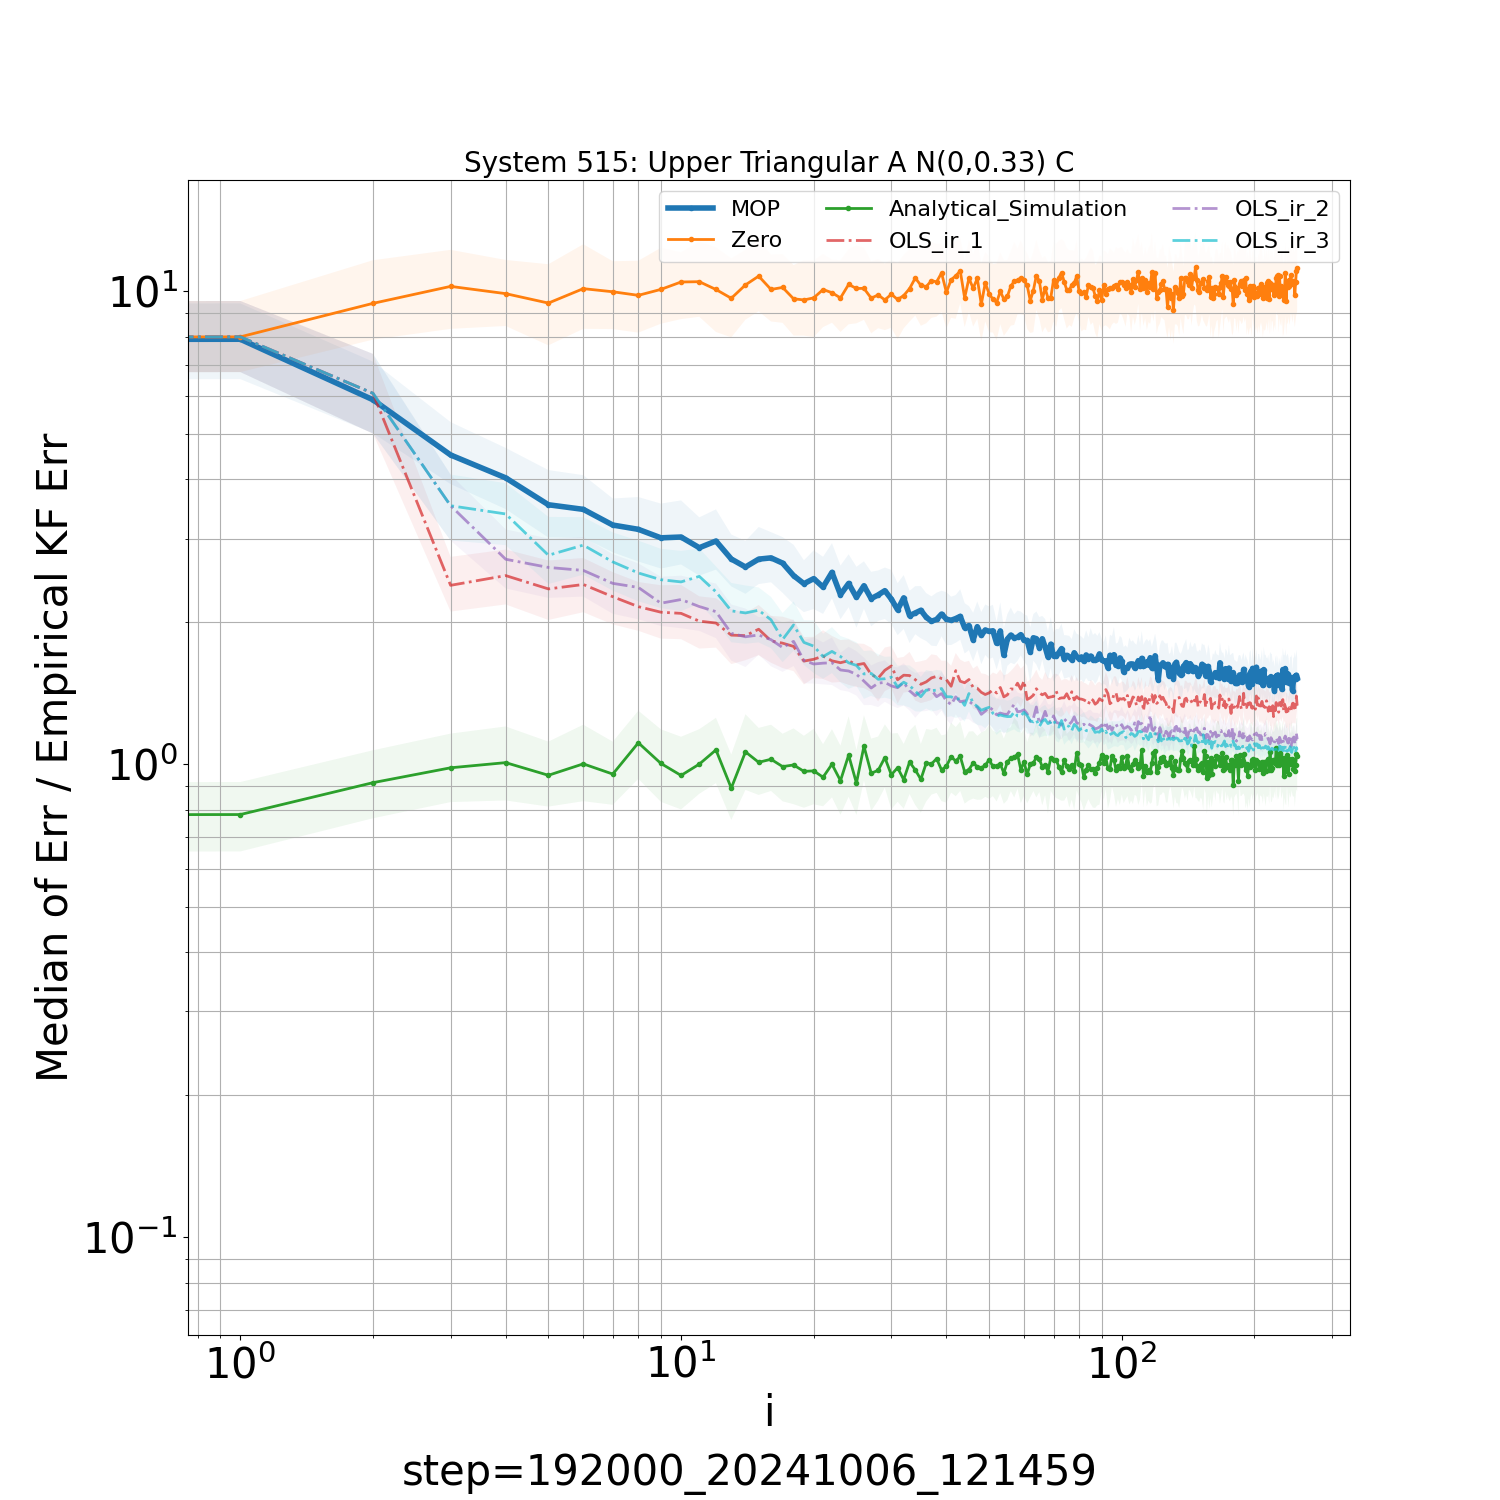 System 515: Upper Triangular A N(0,0.33) C
MOP
Zero
Analytical_Simulation
OLS_ir_1
OLS_ir_2
OLS_ir_3
Median of Err / Empirical KF Err
10¹
10⁰
10⁻¹
10⁰ 10¹ 10²
i
step=192000_20241006_121459